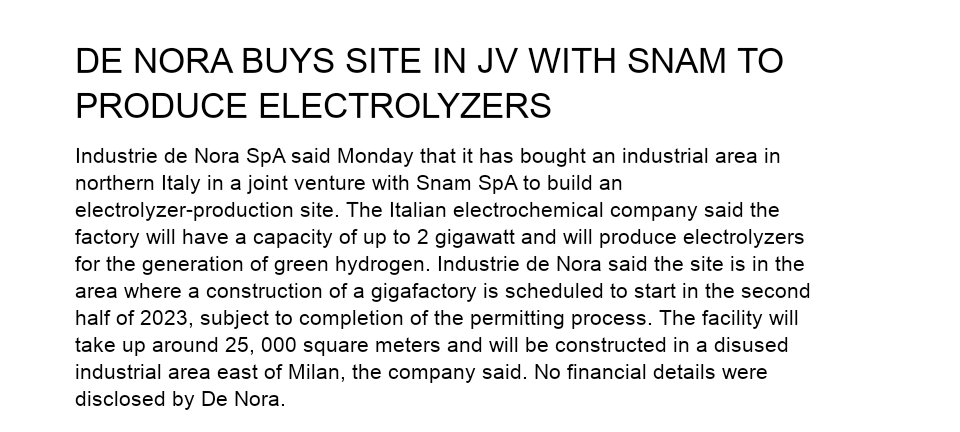 DE NORA BUYS SITE IN JV WITH SNAM TO
PRODUCE ELECTROLYZERS
Industrie de Nora SpA said Monday that it has bought an industrial area in
northern Italy in a joint venture with Snam SpA to build an
electrolyzer-production site. The Italian electrochemical company said the
factory will have a capacity of up to 2 gigawatt and will produce electrolyzers
for the generation of green hydrogen. Industrie de Nora said the site is in the
area where a construction of a gigafactory is scheduled to start in the second
half of 2023, subject to completion of the permitting process. The facility will
take up around 25, 000 square meters and will be constructed in a disused
industrial area east of Milan, the company said. No financial details were
disclosed by De Nora.